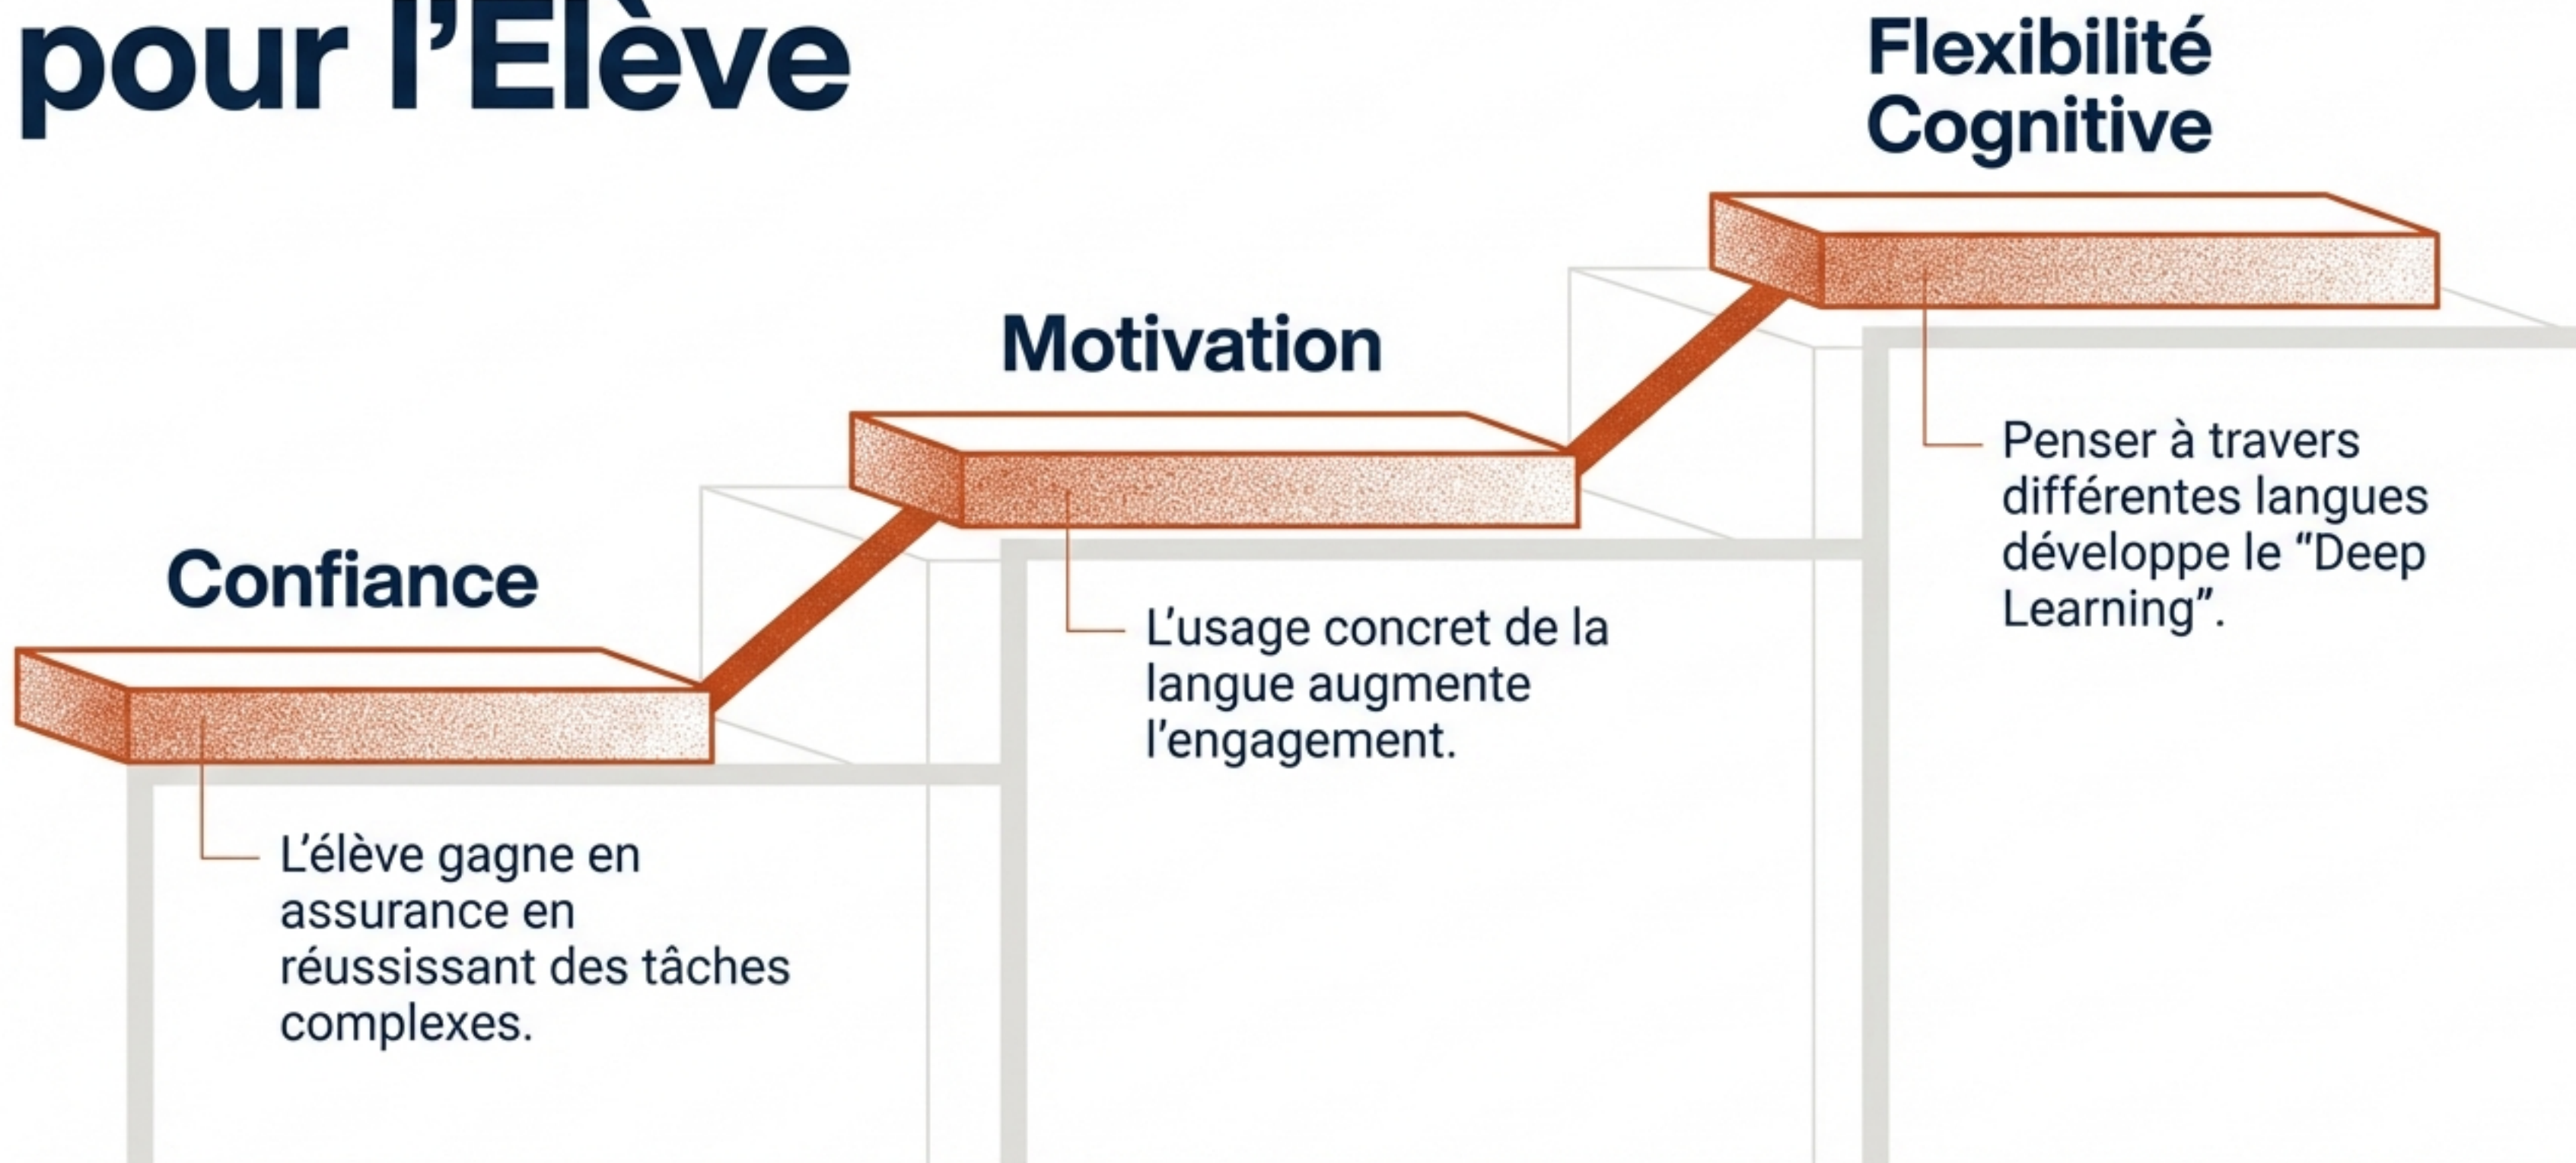 pour l’Elève
Flexibilité
Cognitive
Motivation
Confiance
Penser à travers
différentes langues
développe le “Deep
Learning”.
L’usage concret de la
langue augmente
l’engagement.
L’élève gagne en
assurance en
réussissant des tâches
complexes.